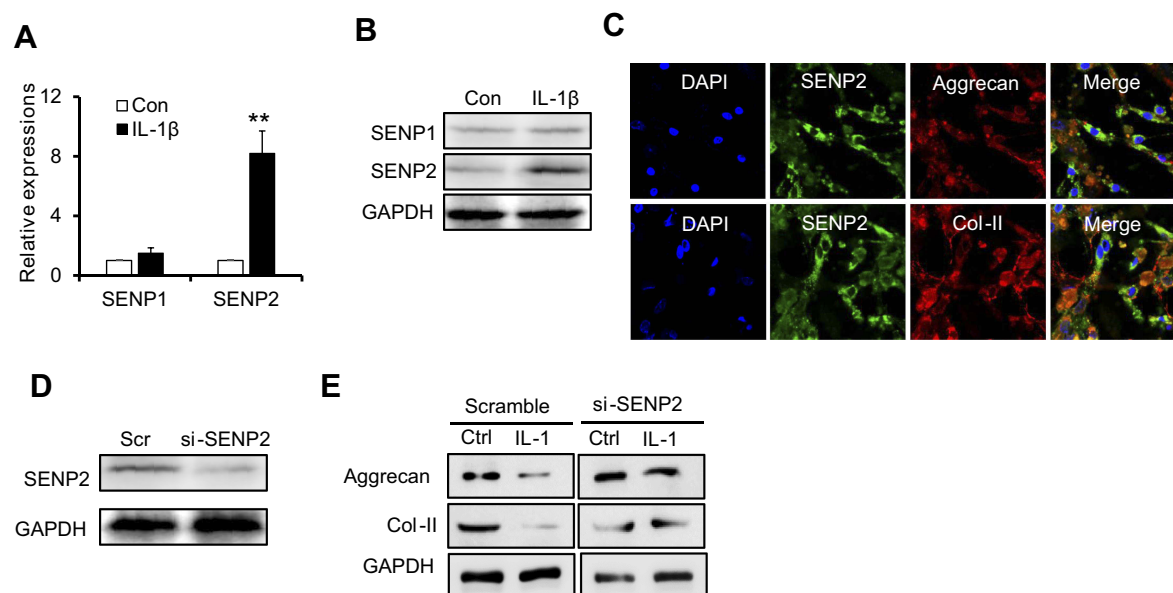 A
Relative expressions
12
8
4
0
Con
IL-1β
**
SENP1 SENP2
B
Con IL-1β
SENP1
SENP2
GAPDH
C
DAPI SENP2 Aggrecan Merge
DAPI SENP2 Col-II Merge
D
Scr si-SENP2
SENP2
GAPDH
E
Scramble si-SENP2
Ctrl IL-1 Ctrl IL-1
Aggrecan
Col-II
GAPDH